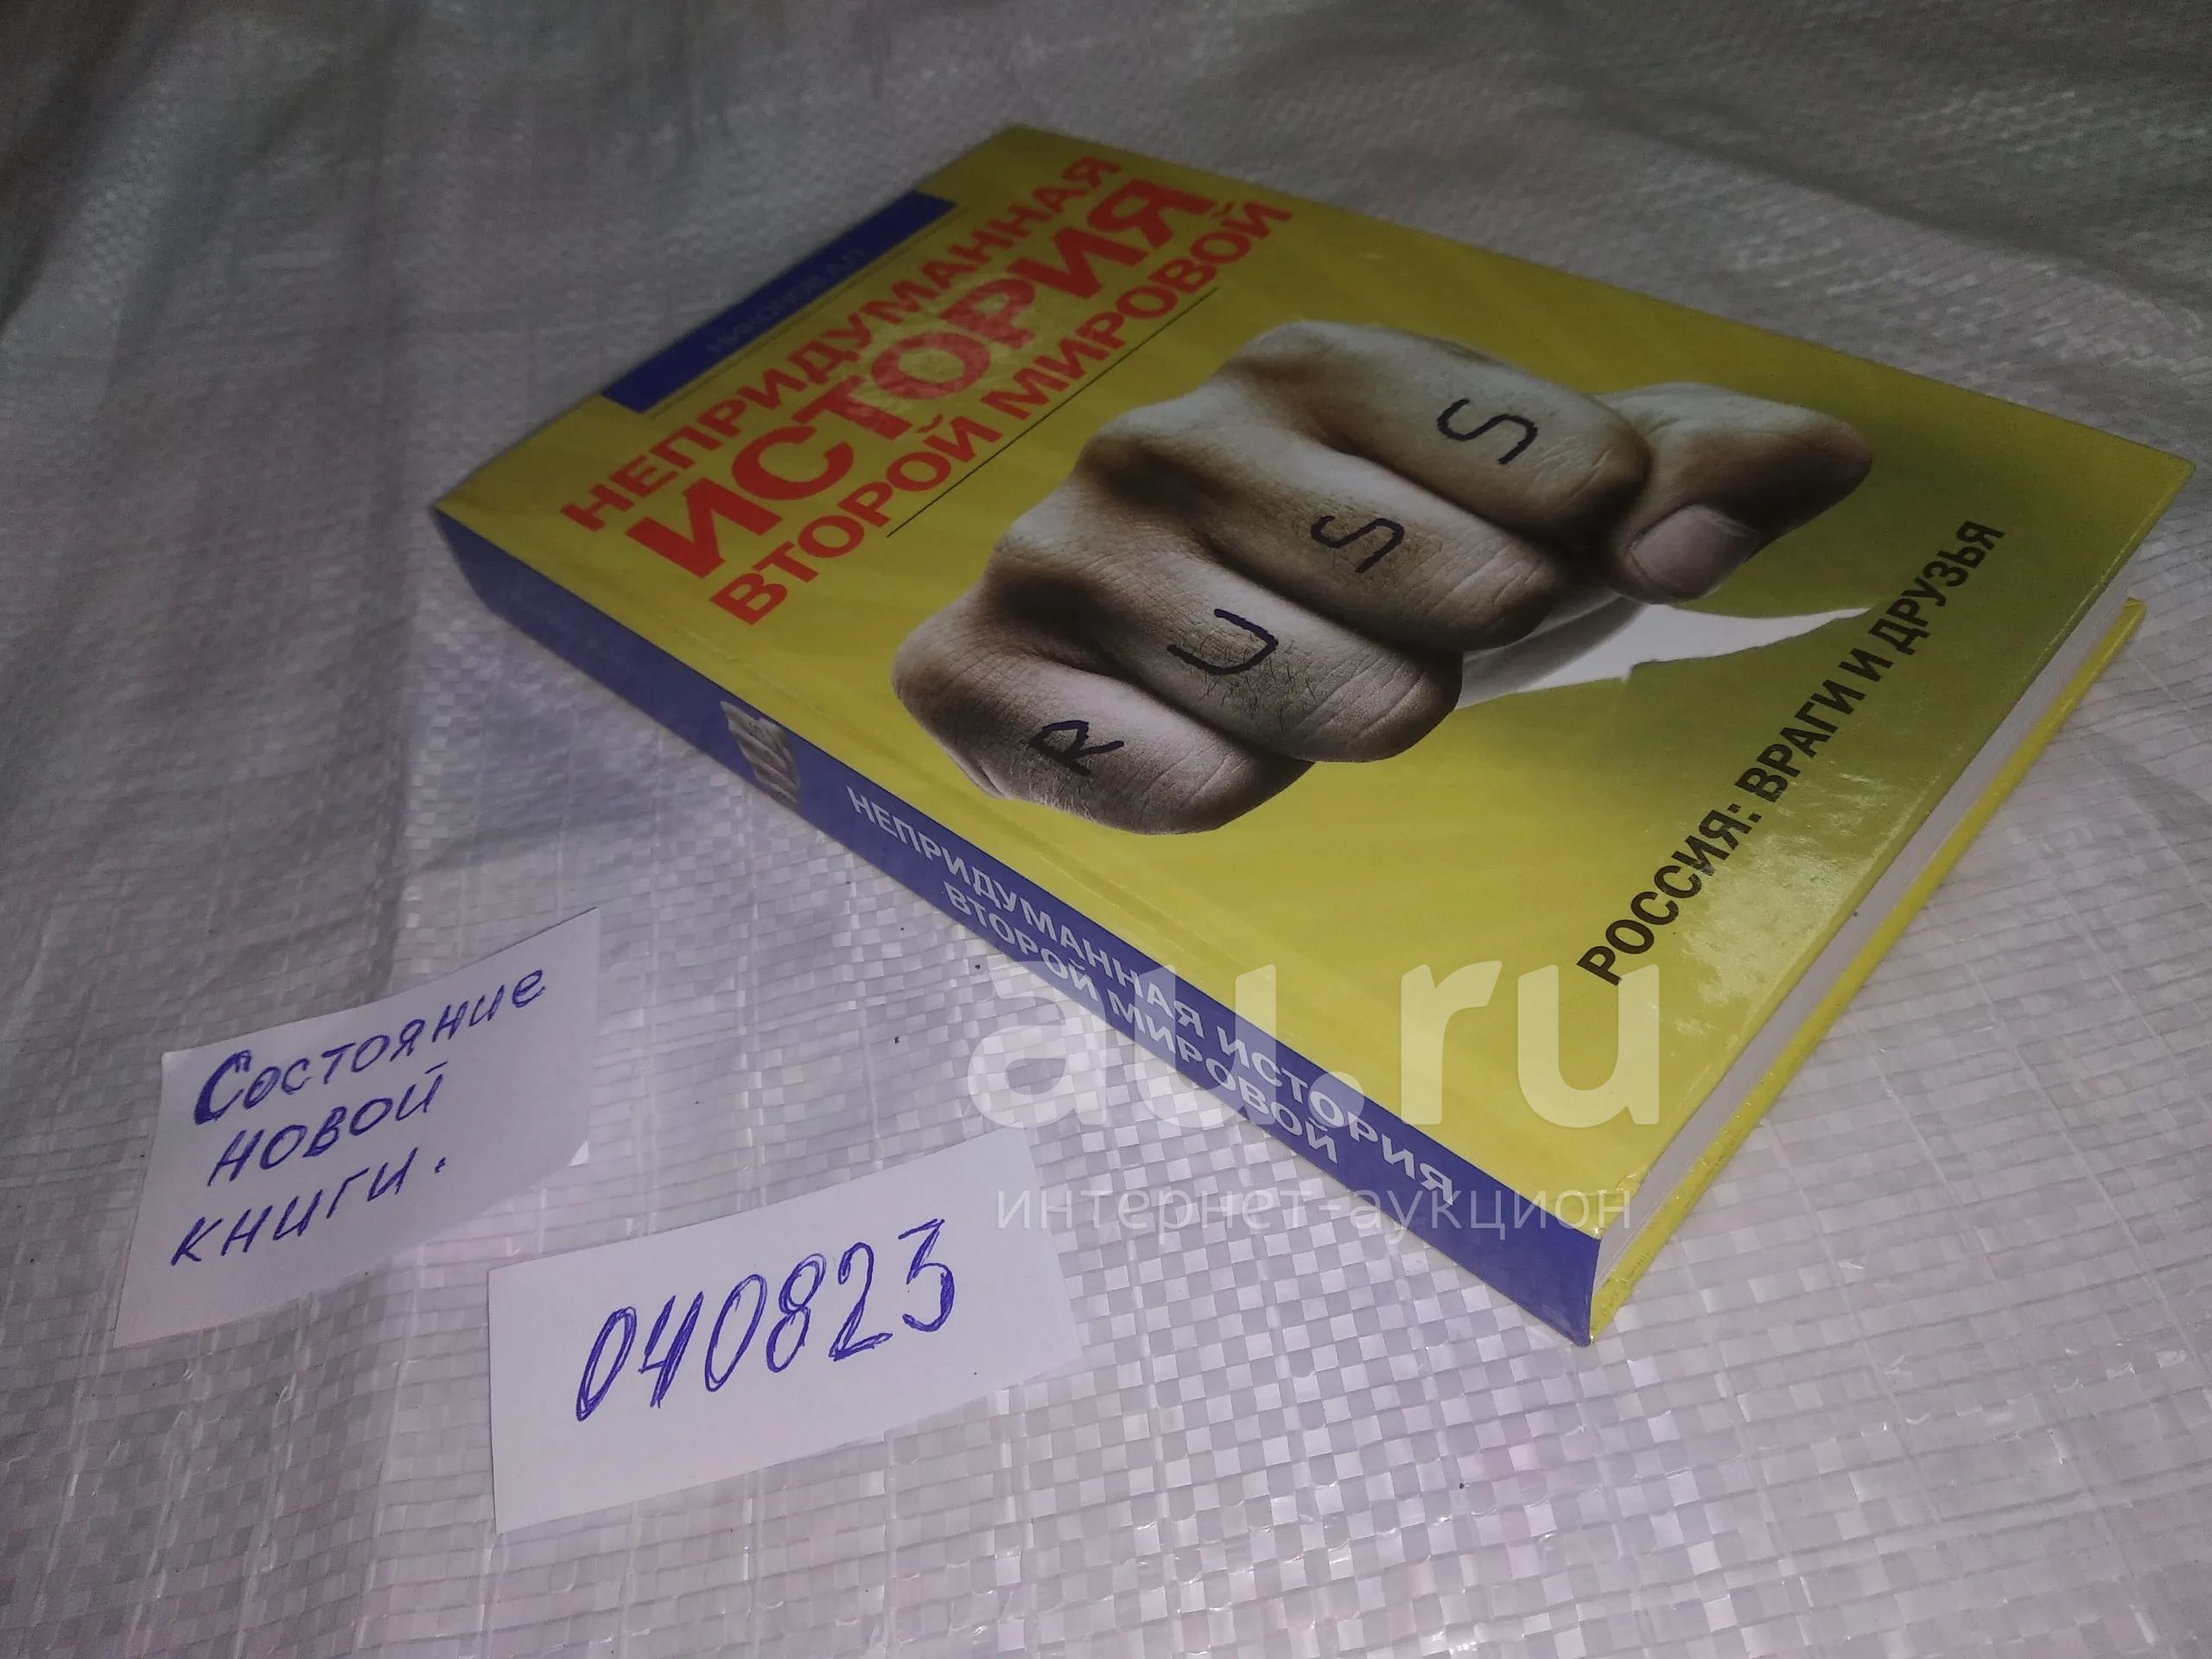 НЕПРИДУМАННАЯ
ИСТОРИЯ
ВТОРОЙ МИРОВОЙ
R U S S
РОССИЯ: ВРАГИ И ДРУЗЬЯ
НЕПРИДУМАННАЯ ИСТОРИЯ
ВТОРОЙ МИРОВОЙ
au.ru
интернет-аукцион
Состояние
новой
книги.
040823